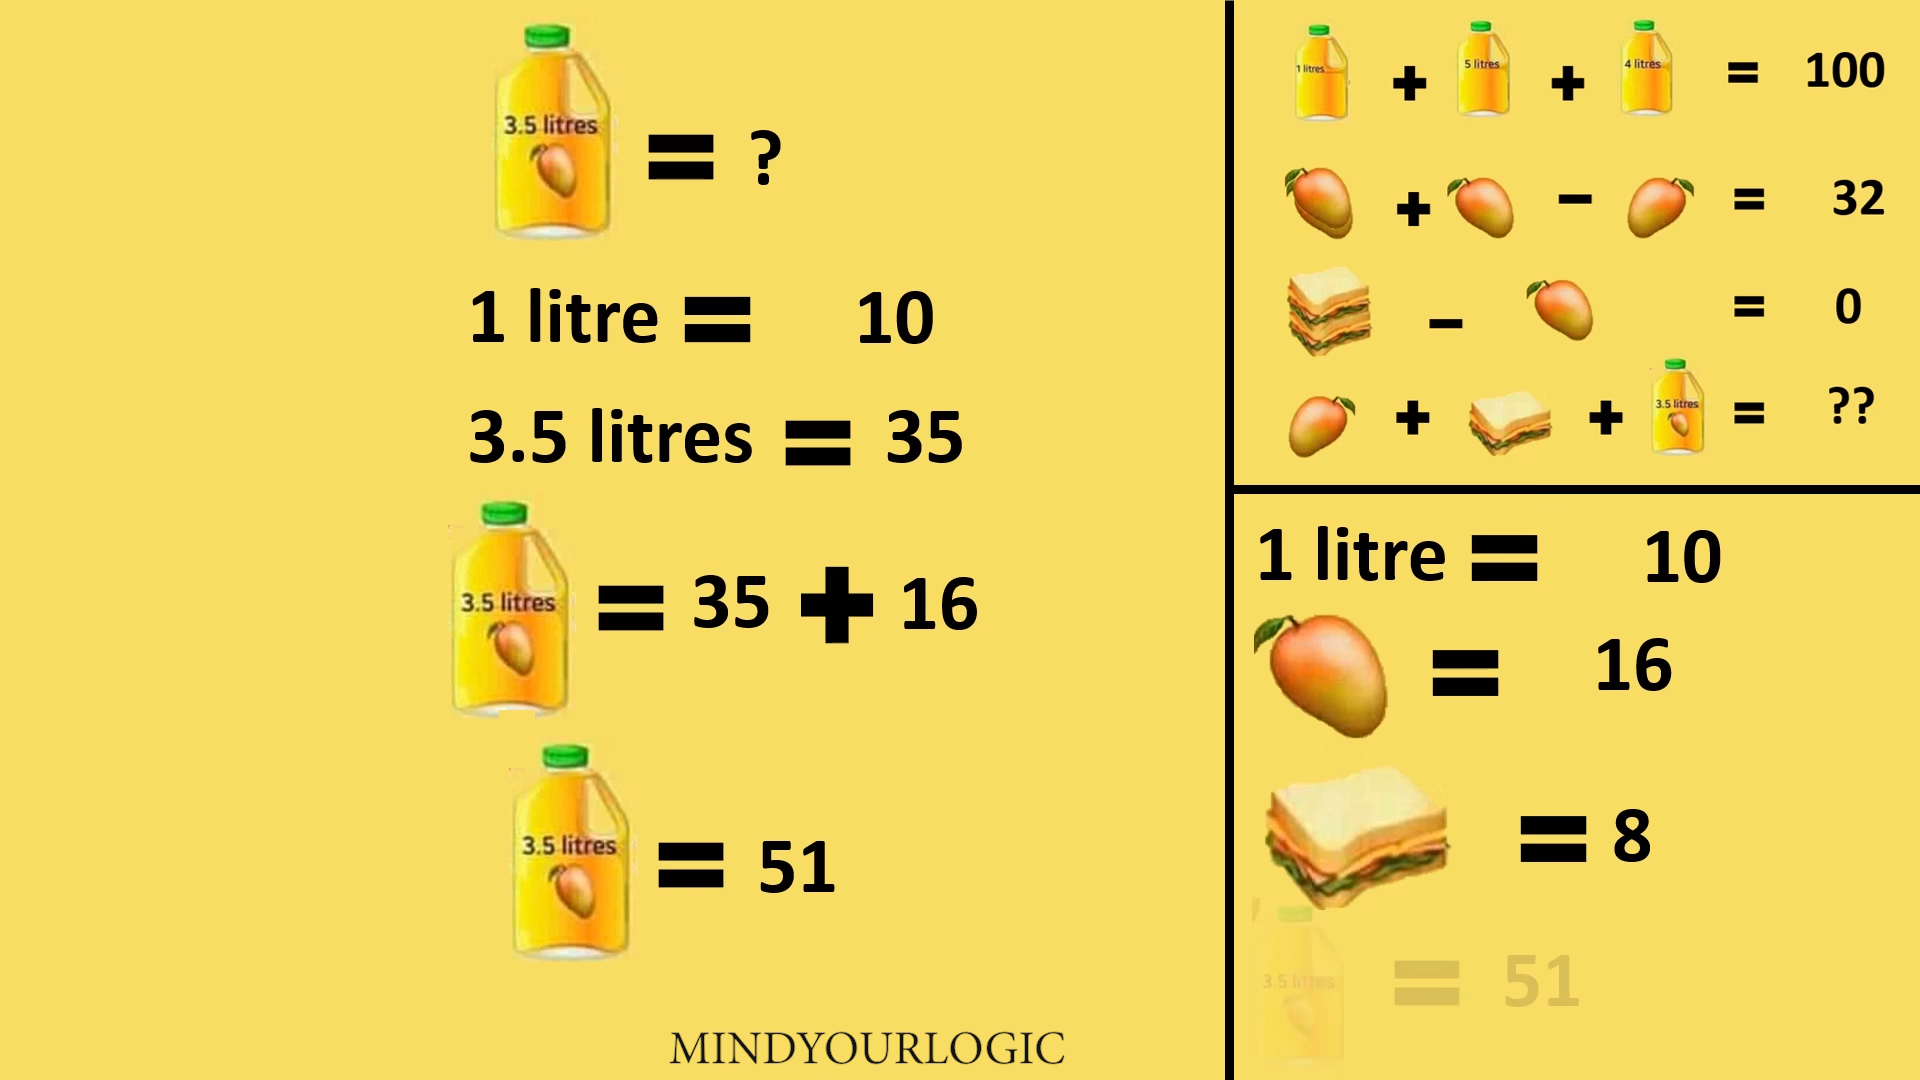 3.5 litres
= ?
1 litre = 10
3.5 litres = 35
3.5 litres
= 35 + 16
3.5 litres
= 51
MINDYOURLOGIC
1 litres + 5 litres + 4 litres = 100
+ - = 32
- = 0
+ + 3.5 litres = ??
1 litre = 10
= 16
= 8
3.5 litres = 51